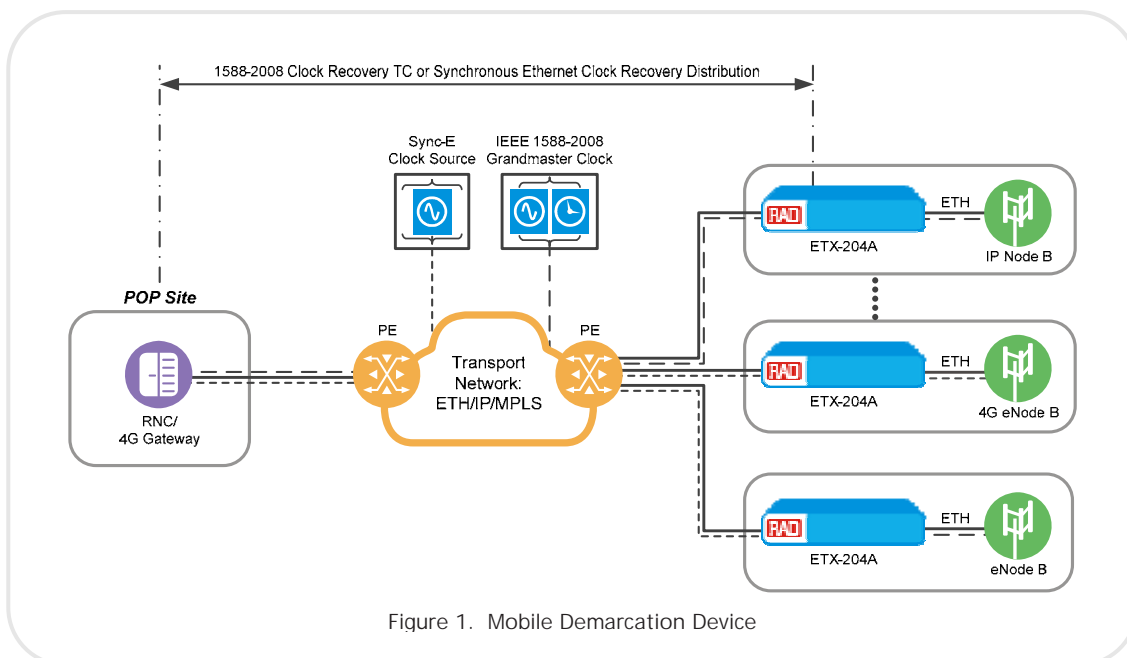 1588-2008 Clock Recovery TC or Synchronous Ethernet Clock Recovery Distribution
Sync-E
Clock Source
IEEE 1588-2008
Grandmaster Clock
RAD
ETX-204A
ETH
IP Node B
POP Site
RNC/
4G Gateway
PE
Transport
Network:
ETH/IP/MPLS
PE
RAD
ETX-204A
ETH
4G eNode B
RAD
ETX-204A
ETH
eNode B
Figure 1. Mobile Demarcation Device